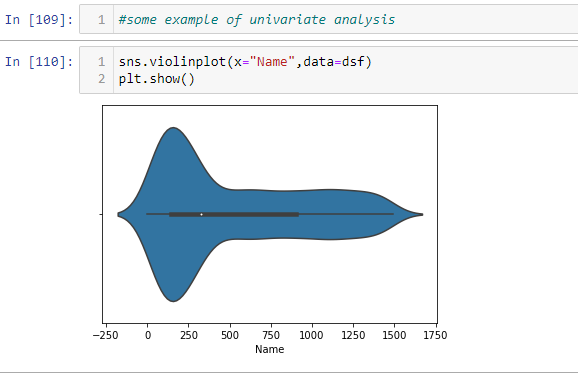 In [109]: 1 #some example of univariate analysis
In [110]: 1 sns.violinplot(x="Name",data=dsf)
2 plt.show()
−250 0 250 500 750 1000 1250 1500 1750
Name